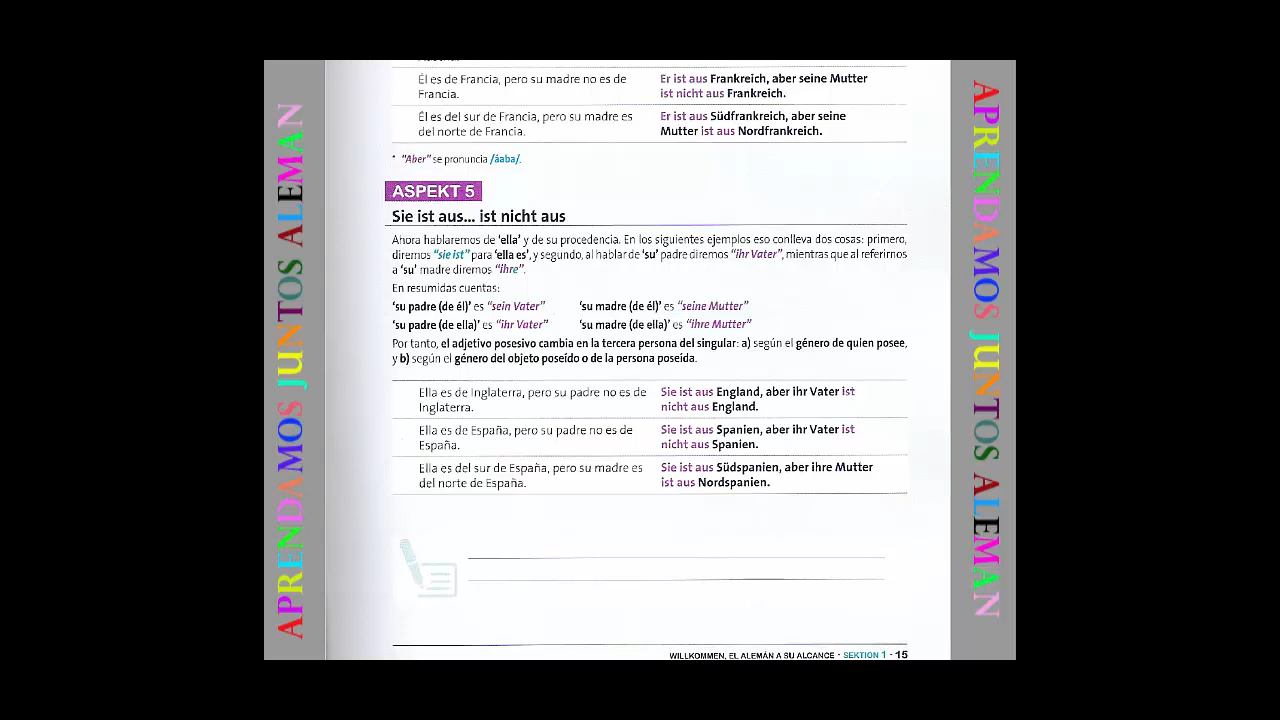 APRENDAMOS JUNTOS ALEMAN
Él es de Francia, pero su madre no es de
Francia.
Er ist aus Frankreich, aber seine Mutter
ist nicht aus Frankreich.
Él es del sur de Francia, pero su madre es
del norte de Francia.
Er ist aus Südfrankreich, aber seine
Mutter ist aus Nordfrankreich.
* "Aber" se pronuncia /áaba/.
ASPEKT 5
Sie ist aus... ist nicht aus
Ahora hablaremos de 'ella' y de su procedencia. En los siguientes ejemplos eso conlleva dos cosas: primero,
diremos "sie ist" para 'ella es', y segundo, al hablar de 'su' padre diremos "ihr Vater", mientras que al referirnos
a 'su' madre diremos "ihre".
En resumidas cuentas:
'su padre (de él)' es "sein Vater" 'su madre (de él)' es "seine Mutter"
'su padre (de ella)' es "ihr Vater" 'su madre (de ella)' es "ihre Mutter"
Por tanto, el adjetivo posesivo cambia en la tercera persona del singular: a) según el género de quien posee,
y b) según el género del objeto poseído o de la persona poseída.
Ella es de Inglaterra, pero su padre no es de
Inglaterra.
Sie ist aus England, aber ihr Vater ist
nicht aus England.
Ella es de España, pero su padre no es de
España.
Sie ist aus Spanien, aber ihr Vater ist
nicht aus Spanien.
Ella es del sur de España, pero su madre es
del norte de España.
Sie ist aus Südspanien, aber ihre Mutter
ist aus Nordspanien.
WILLKOMMEN, EL ALEMÁN A SU ALCANCE · SEKTION 1 · 15
APRENDAMOS JUNTOS ALEMAN